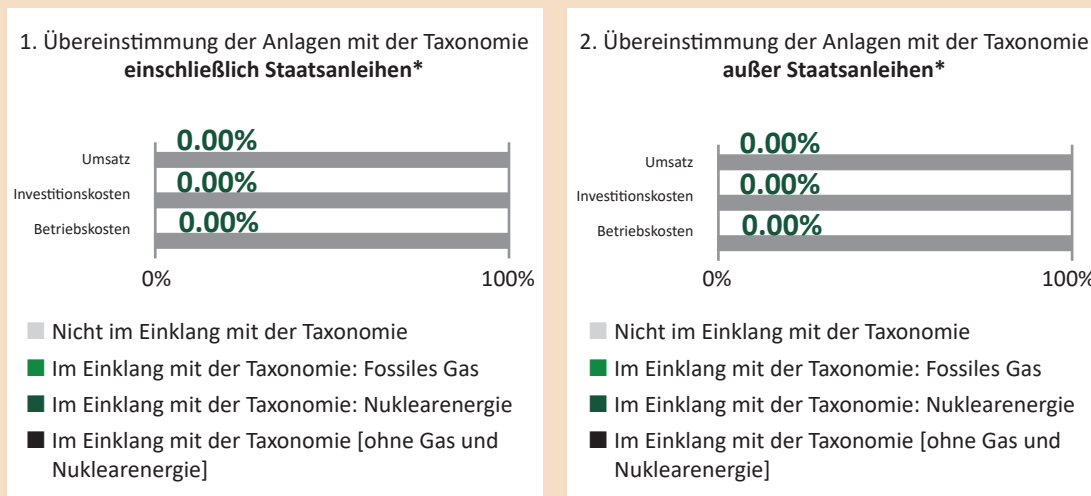 1. Übereinstimmung der Anlagen mit der Taxonomie
einschließlich Staatsanleihen*
Umsatz
0.00%
Investitionskosten
0.00%
Betriebskosten
0.00%
0%
100%
Nicht im Einklang mit der Taxonomie
Im Einklang mit der Taxonomie: Fossiles Gas
Im Einklang mit der Taxonomie: Nuklearenergie
Im Einklang mit der Taxonomie [ohne Gas und
Nuklearenergie]
2. Übereinstimmung der Anlagen mit der Taxonomie
außer Staatsanleihen*
Umsatz
0.00%
Investitionskosten
0.00%
Betriebskosten
0.00%
0%
100%
Nicht im Einklang mit der Taxonomie
Im Einklang mit der Taxonomie: Fossiles Gas
Im Einklang mit der Taxonomie: Nuklearenergie
Im Einklang mit der Taxonomie [ohne Gas und
Nuklearenergie]